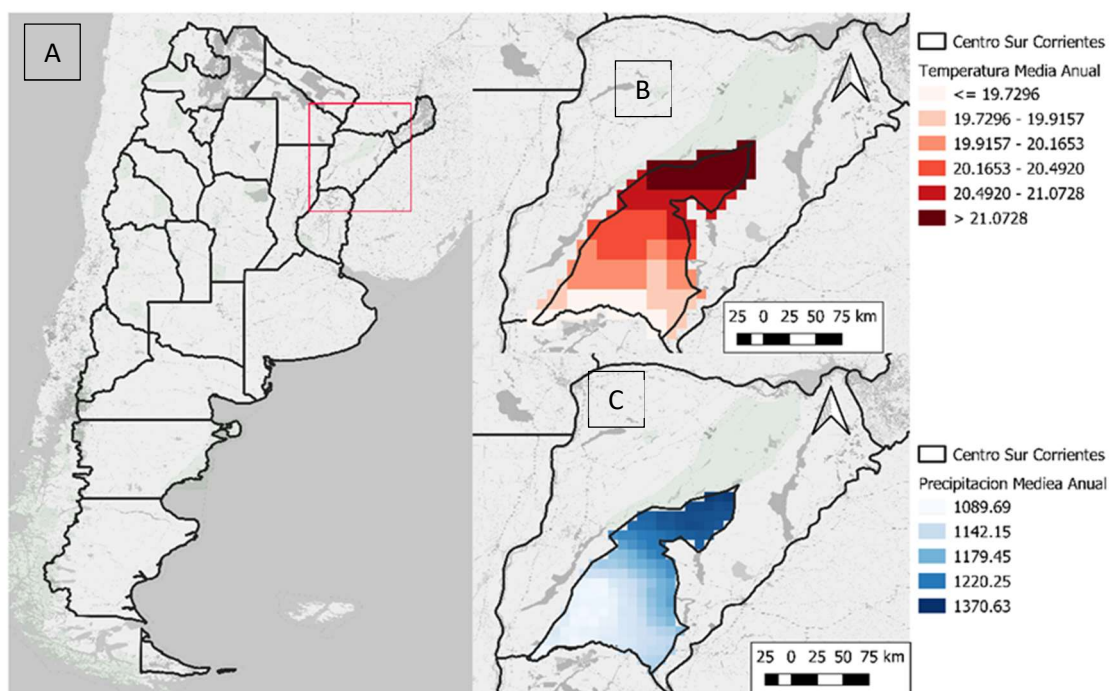 A
B
Centro Sur Corrientes
Temperatura Media Anual
<= 19.7296
19.7296 - 19.9157
19.9157 - 20.1653
20.1653 - 20.4920
20.4920 - 21.0728
> 21.0728
25 0 25 50 75 km
C
Centro Sur Corrientes
Precipitacion Mediea Anual
1089.69
1142.15
1179.45
1220.25
1370.63
25 0 25 50 75 km